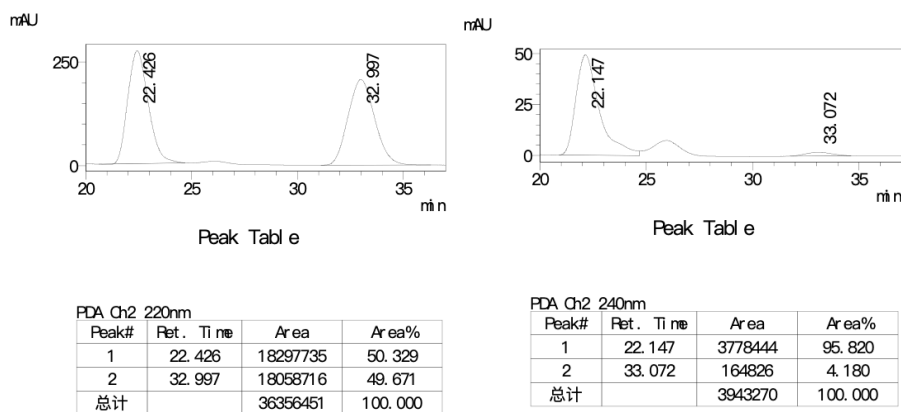 mAU
250
0
22.426
32.997
20 25 30 35
min
Peak Table
PDA Ch2 220nm
Peak# Ret. Time Area Area%
1 22.426 18297735 50.329
2 32.997 18058716 49.671
总计 36356451 100.000
mAU
50
25
0
22.147
33.072
20 25 30 35
min
Peak Table
PDA Ch2 240nm
Peak# Ret. Time Area Area%
1 22.147 3778444 95.820
2 33.072 164826 4.180
总计 3943270 100.000